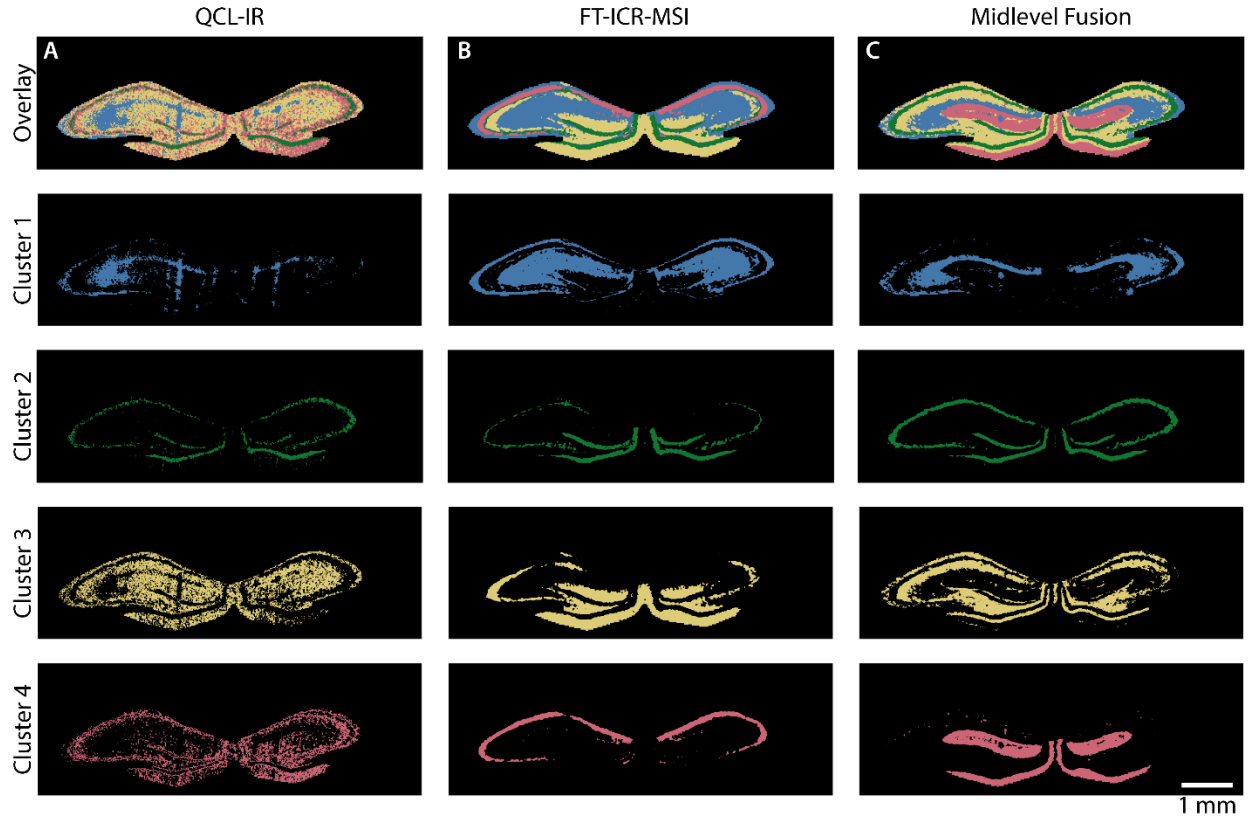 QCL-IR
FT-ICR-MSI
Midlevel Fusion
Overlay
A
B
C
Cluster 1
Cluster 2
Cluster 3
Cluster 4
1 mm